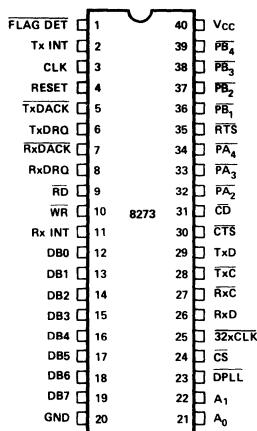 FLAG DET 1 40 VCC
Tx INT 2 39 PB4
CLK 3 38 PB3
RESET 4 37 PB2
TxDACK 5 36 PB1
TxDRQ 6 35 RTS
RxDACK 7 34 PA4
RxDRQ 8 33 PA3
RD 9 32 PA2
WR 10 8273 31 CD
Rx INT 11 30 CTS
DB0 12 29 TxD
DB1 13 28 TxC
DB2 14 27 RxC
DB3 15 26 RxD
DB4 16 25 32xCLK
DB5 17 24 CS
DB6 18 23 DPLL
DB7 19 22 A1
GND 20 21 A0